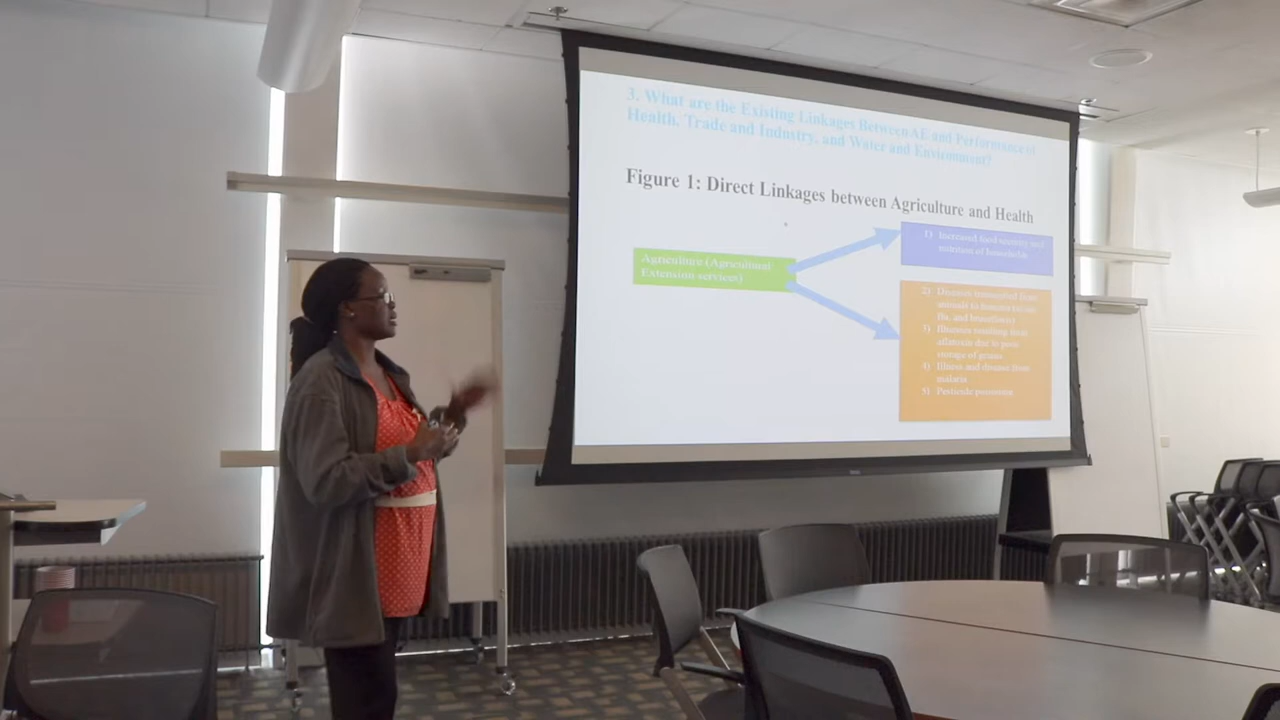 3. What are the Existing Linkages Between AE and Performance of
Health, Trade and Industry, and Water and Environment?
Figure 1: Direct Linkages between Agriculture and Health
Agriculture (Agricultural
Extension services)
1) Increased food security and
nutrition of households
2) Diseases transmitted from
animals to humans
flu, and brucellosis)
3) Illnesses resulting from
aflatoxin due to poor
storage of grains
4) Illness and disease from
malaria
5) Pesticide poisoning